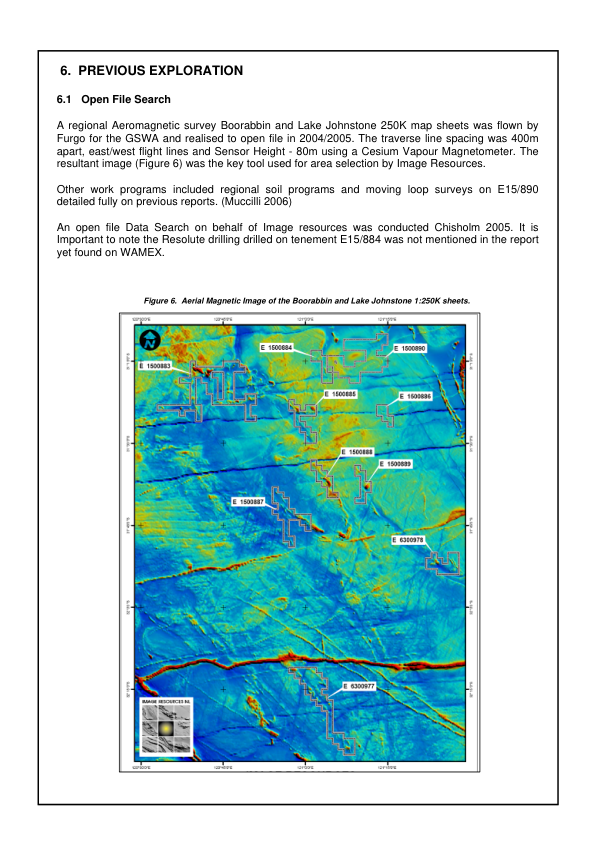 6. PREVIOUS EXPLORATION
6.1 Open File Search
A regional Aeromagnetic survey Boorabbin and Lake Johnstone 250K map sheets was flown by
Furgo for the GSWA and realised to open file in 2004/2005. The traverse line spacing was 400m
apart, east/west flight lines and Sensor Height - 80m using a Cesium Vapour Magnetometer. The
resultant image (Figure 6) was the key tool used for area selection by Image Resources.
Other work programs included regional soil programs and moving loop surveys on E15/890
detailed fully on previous reports. (Muccilli 2006)
An open file Data Search on behalf of Image resources was conducted Chisholm 2005. It is
Important to note the Resolute drilling drilled on tenement E15/884 was not mentioned in the report
yet found on WAMEX.
Figure 6. Aerial Magnetic Image of the Boorabbin and Lake Johnstone 1:250K sheets.
N
E 1500884
E 1500890
E 1500883
E 1500885
E 1500886
E 1500888
E 1500889
E 1500887
E 6300978
E 6300977
IMAGE RESOURCES NL